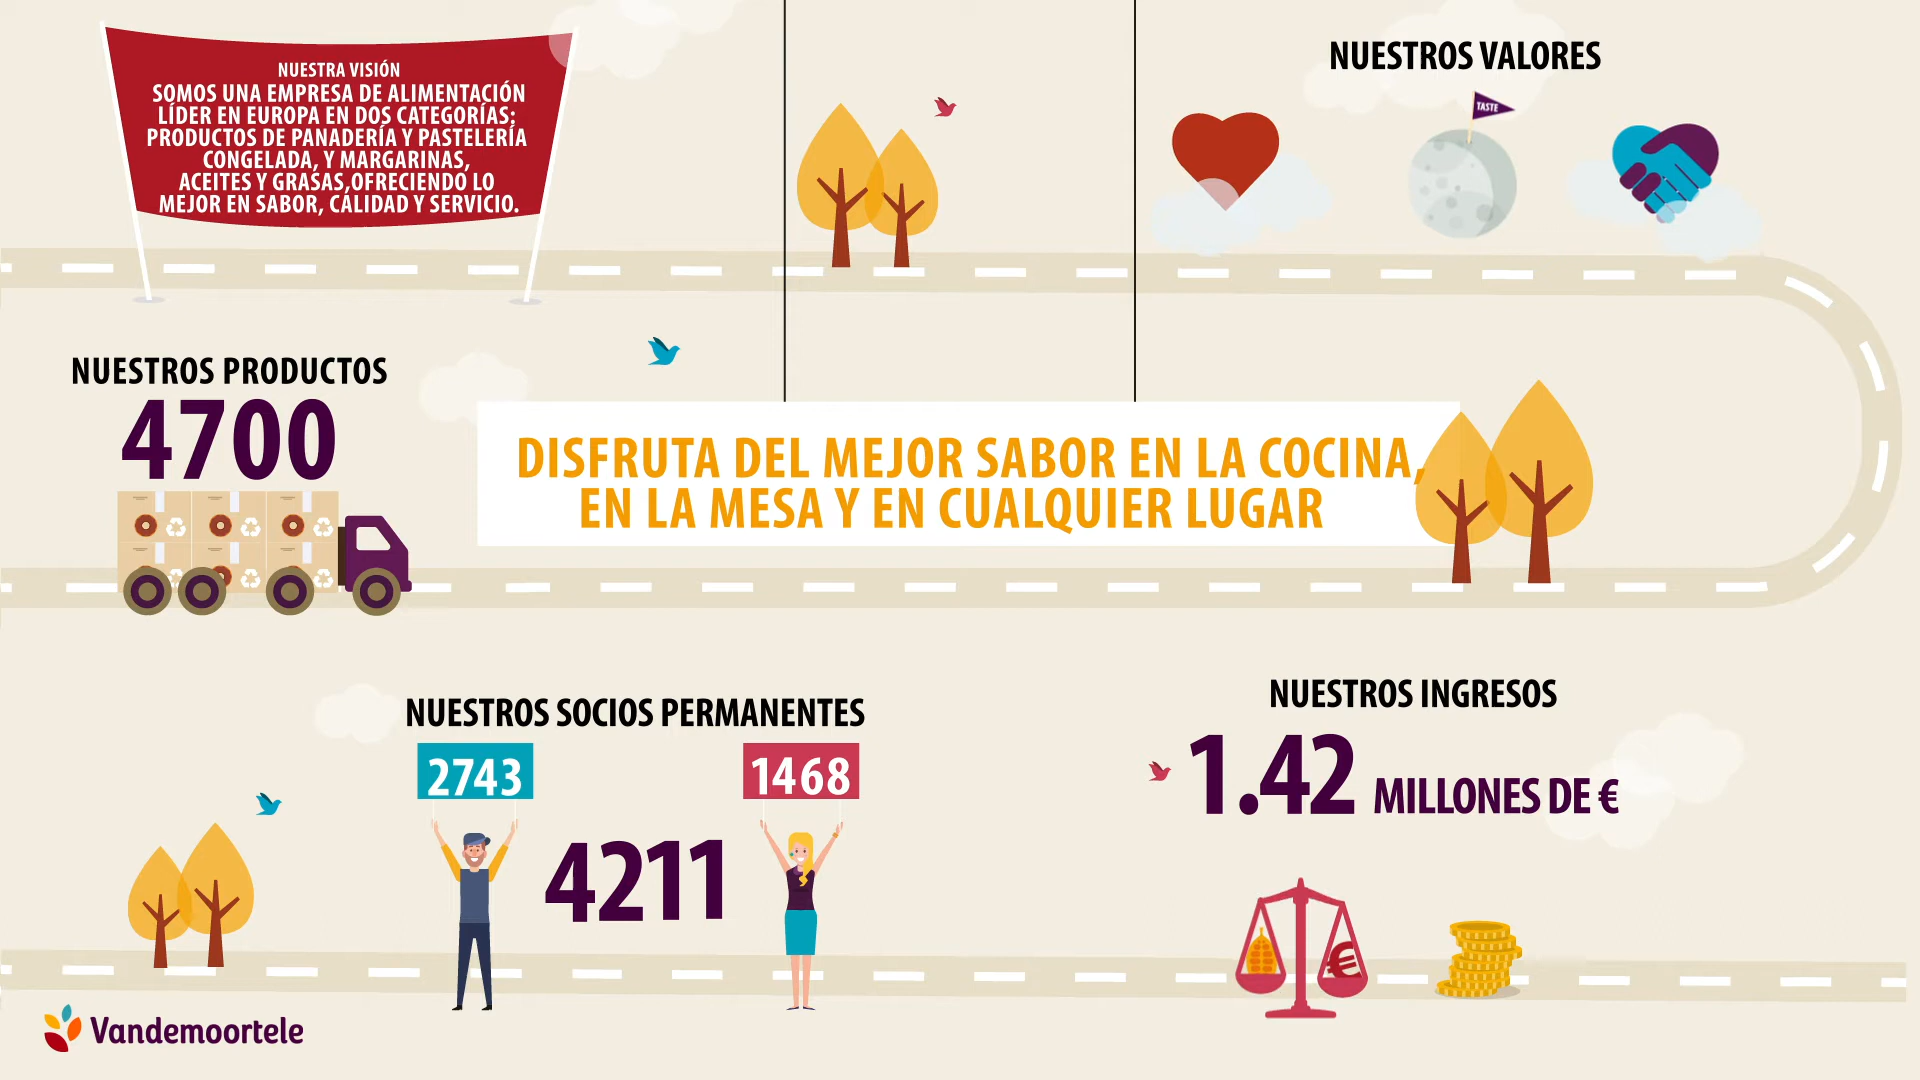 NUESTRA VISIÓN
SOMOS UNA EMPRESA DE ALIMENTACIÓN
LÍDER EN EUROPA EN DOS CATEGORÍAS:
PRODUCTOS DE PANADERÍA Y PASTELERÍA
CONGELADA, Y MARGARINAS,
ACEITES Y GRASAS,OFRECIENDO LO
MEJOR EN SABOR, CALIDAD Y SERVICIO.
NUESTROS VALORES
TASTE
NUESTROS PRODUCTOS
4700
DISFRUTA DEL MEJOR SABOR EN LA COCINA,
EN LA MESA Y EN CUALQUIER LUGAR
NUESTROS SOCIOS PERMANENTES
2743
1468
4211
NUESTROS INGRESOS
1.42 MILLONES DE €
€
Vandemoortele